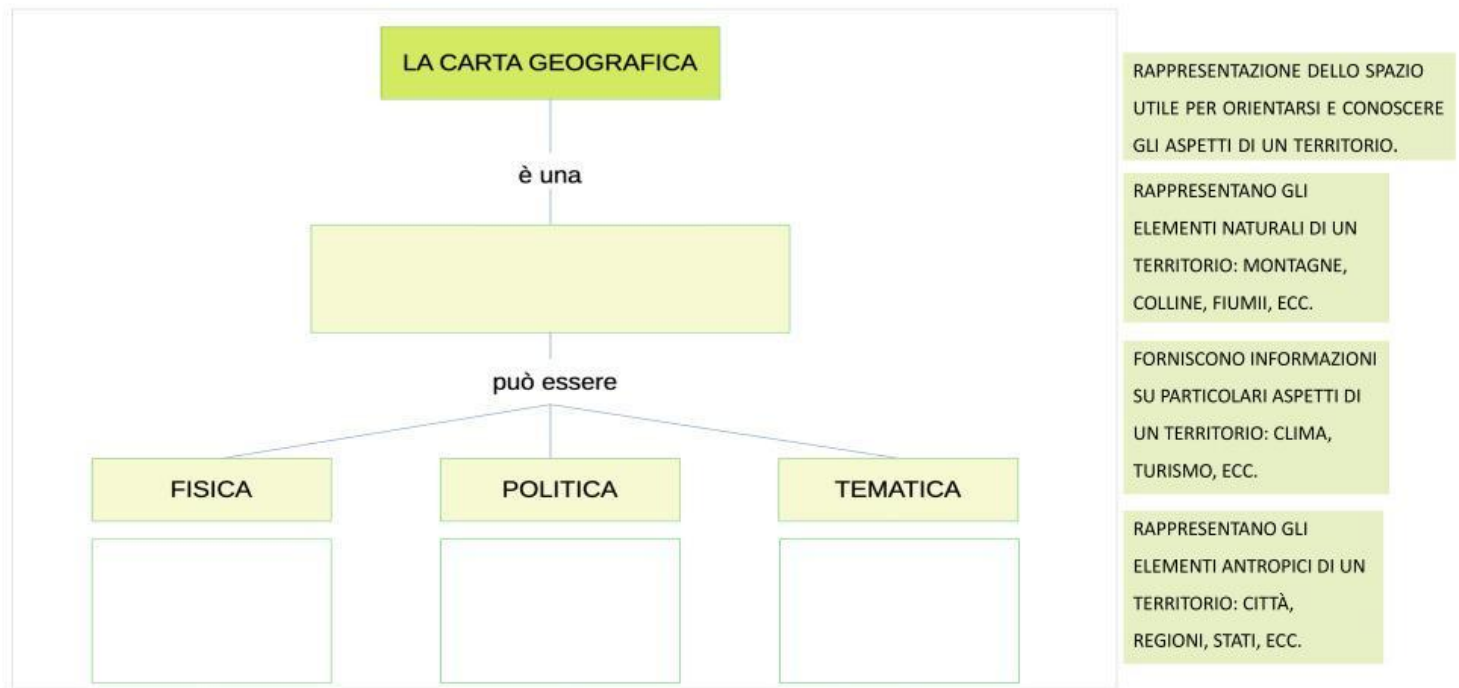 LA CARTA GEOGRAFICA
è una
può essere
FISICA
POLITICA
TEMATICA
RAPPRESENTAZIONE DELLO SPAZIO
UTILE PER ORIENTARSI E CONOSCERE
GLI ASPETTI DI UN TERRITORIO.
RAPPRESENTANO GLI
ELEMENTI NATURALI DI UN
TERRITORIO: MONTAGNE,
COLLINE, FIUMII, ECC.
FORNISCONO INFORMAZIONI
SU PARTICOLARI ASPETTI DI
UN TERRITORIO: CLIMA,
TURISMO, ECC.
RAPPRESENTANO GLI
ELEMENTI ANTROPICI DI UN
TERRITORIO: CITTÀ,
REGIONI, STATI, ECC.